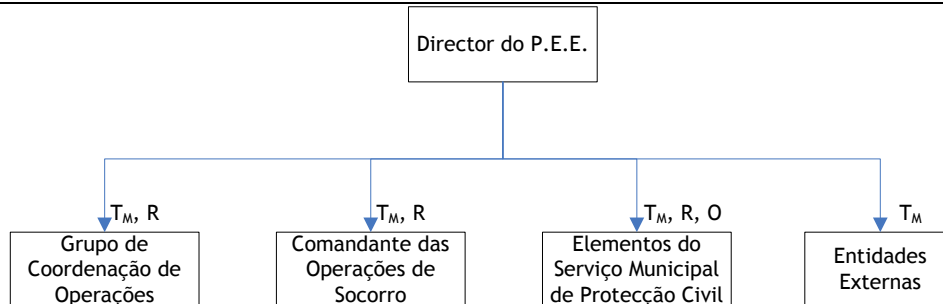 Director do P.E.E.
TM, R
TM, R
TM, R, O
TM
Grupo de
Coordenação de
Operações
Comandante das
Operações de
Socorro
Elementos do
Serviço Municipal
de Protecção Civil
Entidades
Externas